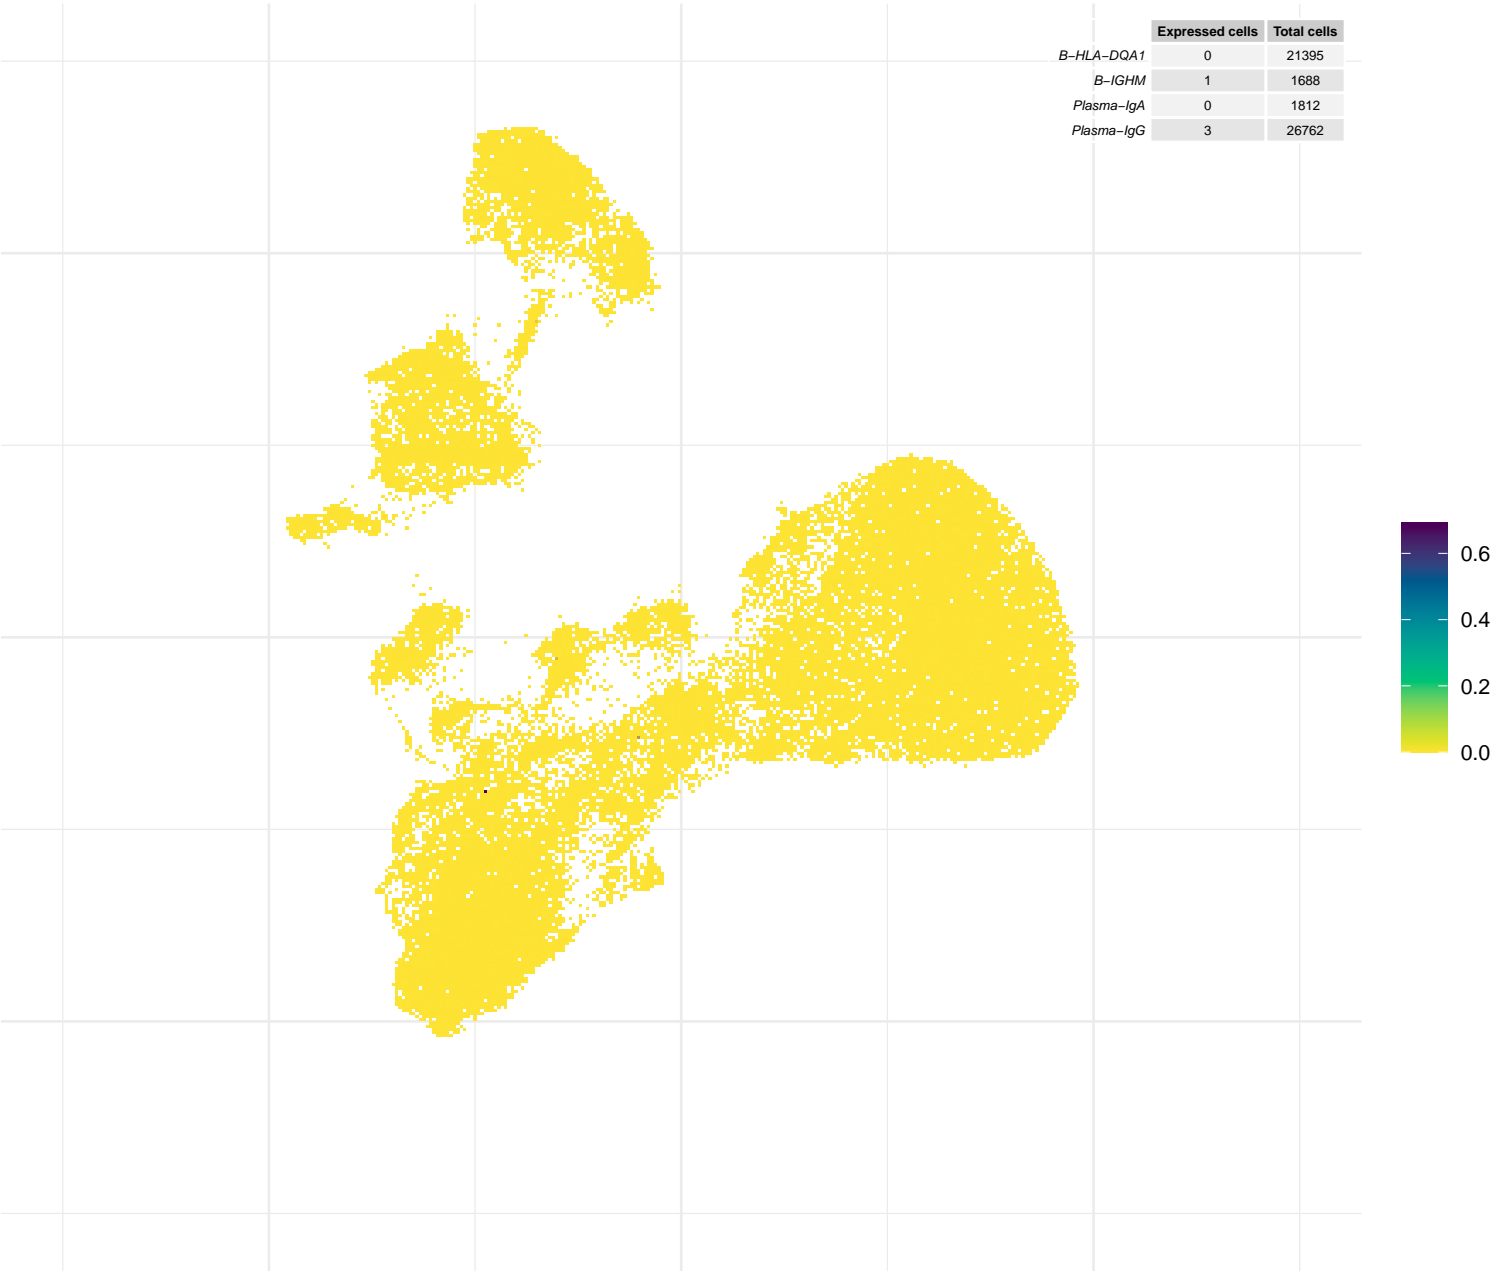 Expressed cells Total cells
B−HLA−DQA1 0 21395
B−IGHM 1 1688
Plasma−IgA 0 1812
Plasma−IgG 3 26762
0.6
0.4
0.2
0.0